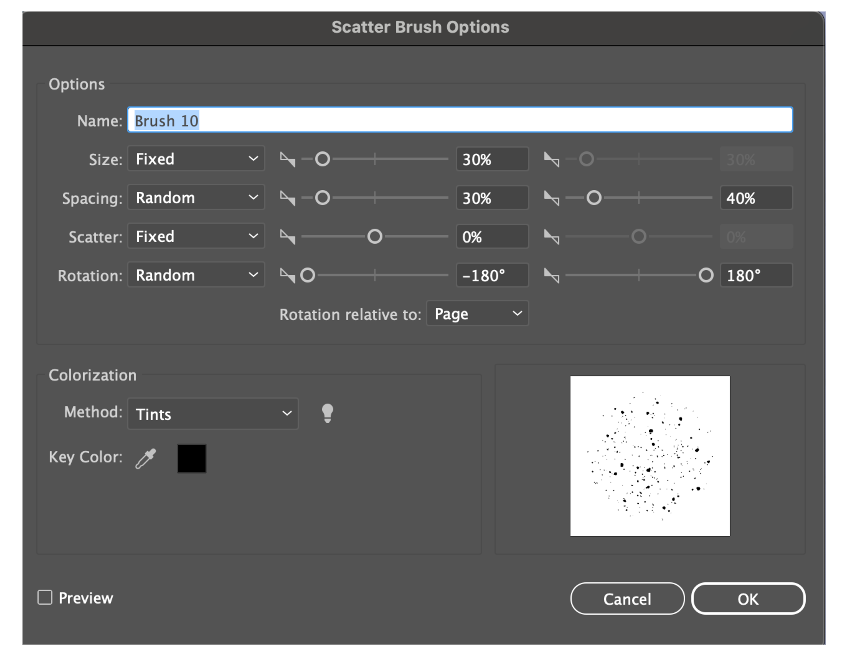 Scatter Brush Options
Options
Name: Brush 10
Size: Fixed 30% 30%
Spacing: Random 30% 40%
Scatter: Fixed 0% 0%
Rotation: Random -180° 180°
Rotation relative to: Page
Colorization
Method: Tints
Key Color:
Preview Cancel OK